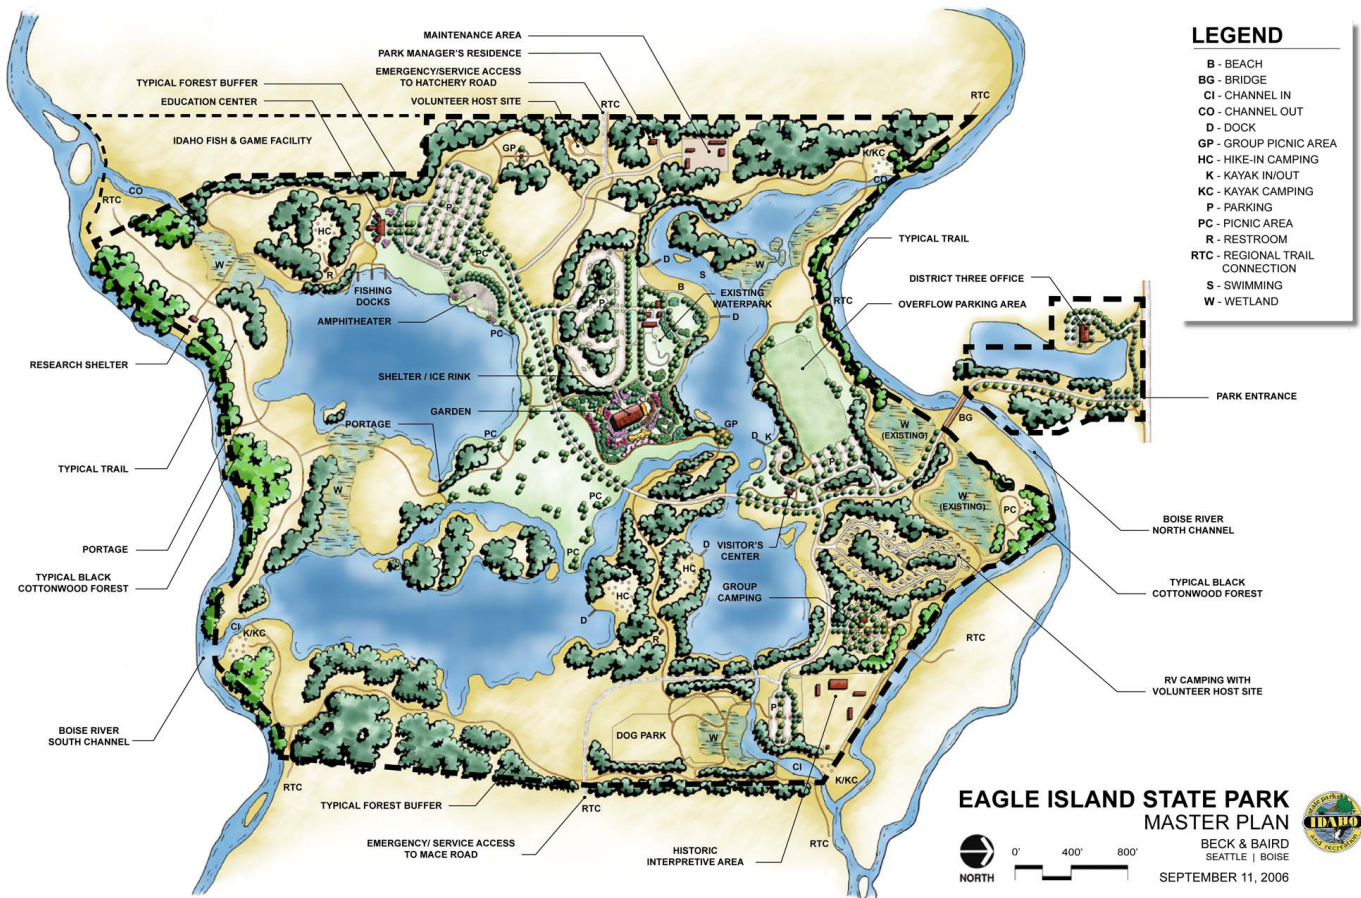 MAINTENANCE AREA
PARK MANAGER'S RESIDENCE
EMERGENCY/SERVICE ACCESS
TO HATCHERY ROAD
VOLUNTEER HOST SITE
TYPICAL FOREST BUFFER
EDUCATION CENTER
IDAHO FISH & GAME FACILITY
RTC
RTC
GP
K/KC
CO
CO
RTC
P
HC
W
R
PC
FISHING
DOCKS
AMPHITHEATER
PC
D
S
W
B
EXISTING
WATERPARK
D
P
TYPICAL TRAIL
DISTRICT THREE OFFICE
RTC
OVERFLOW PARKING AREA
RESEARCH SHELTER
SHELTER / ICE RINK
GARDEN
PORTAGE
PC
GP
D
K
PARK ENTRANCE
BG
W
(EXISTING)
P
TYPICAL TRAIL
W
PC
W
(EXISTING)
PC
BOISE RIVER
NORTH CHANNEL
PORTAGE
TYPICAL BLACK
COTTONWOOD FOREST
PC
D
HC
VISITOR'S
CENTER
GROUP
CAMPING
TYPICAL BLACK
COTTONWOOD FOREST
HC
D
CI
K/KC
R
RTC
RV CAMPING WITH
VOLUNTEER HOST SITE
BOISE RIVER
SOUTH CHANNEL
DOG PARK
W
P
CI
K/KC
RTC
TYPICAL FOREST BUFFER
RTC
EMERGENCY/ SERVICE ACCESS
TO MACE ROAD
HISTORIC
INTERPRETIVE AREA
RTC
LEGEND
B - BEACH
BG - BRIDGE
CI - CHANNEL IN
CO - CHANNEL OUT
D - DOCK
GP - GROUP PICNIC AREA
HC - HIKE-IN CAMPING
K - KAYAK IN/OUT
KC - KAYAK CAMPING
P - PARKING
PC - PICNIC AREA
R - RESTROOM
RTC - REGIONAL TRAIL
CONNECTION
S - SWIMMING
W - WETLAND
EAGLE ISLAND STATE PARK
MASTER PLAN
BECK & BAIRD
SEATTLE | BOISE
SEPTEMBER 11, 2006
NORTH
0' 400' 800'
state parks
IDAHO
and recreation